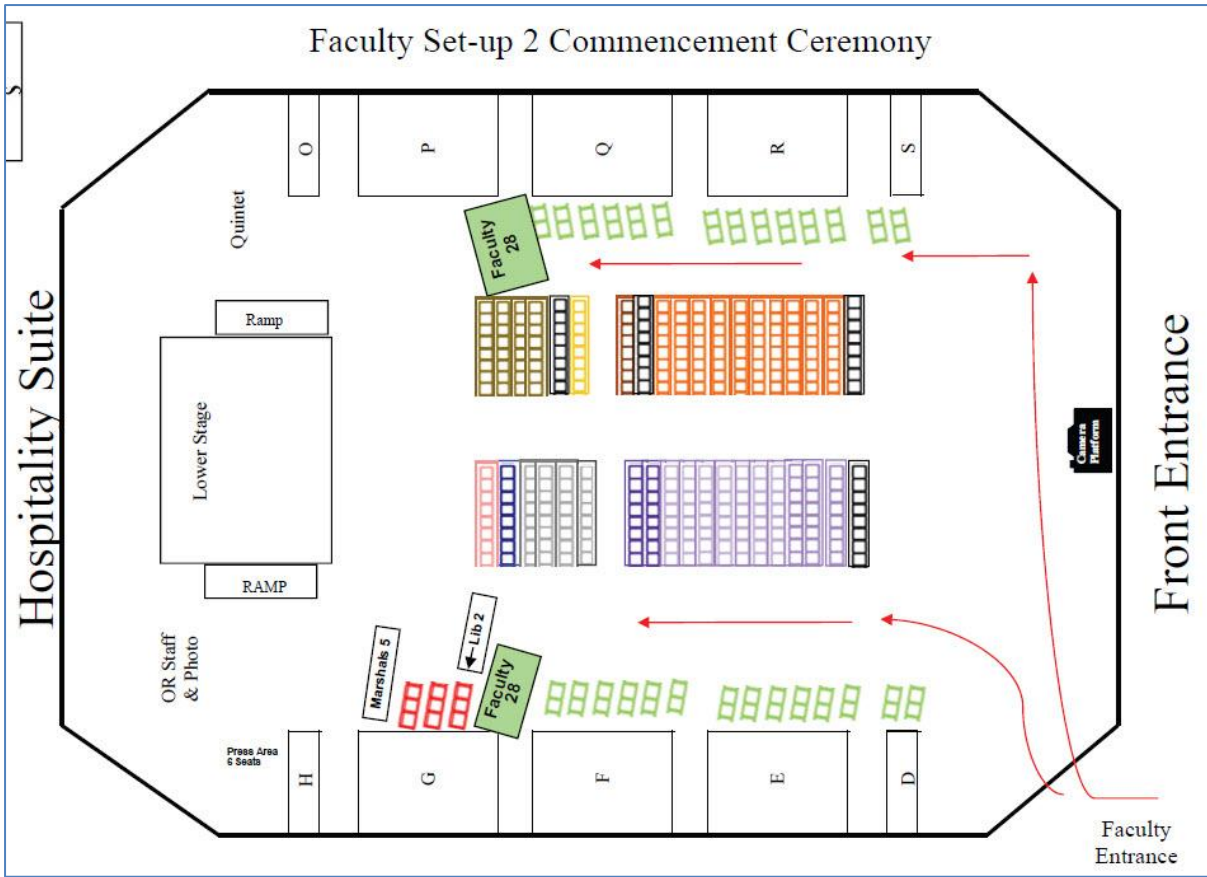 Faculty Set-up 2 Commencement Ceremony
S
O
P
Q
R
S
Quintet
Faculty
28
Hospitality Suite
Ramp
Lower Stage
RAMP
Camera
Platform
Front Entrance
OR Staff
& Photo
Marshals 5
Lib 2
Faculty
28
Press Area
6 Seats
H
G
F
E
D
Faculty
Entrance